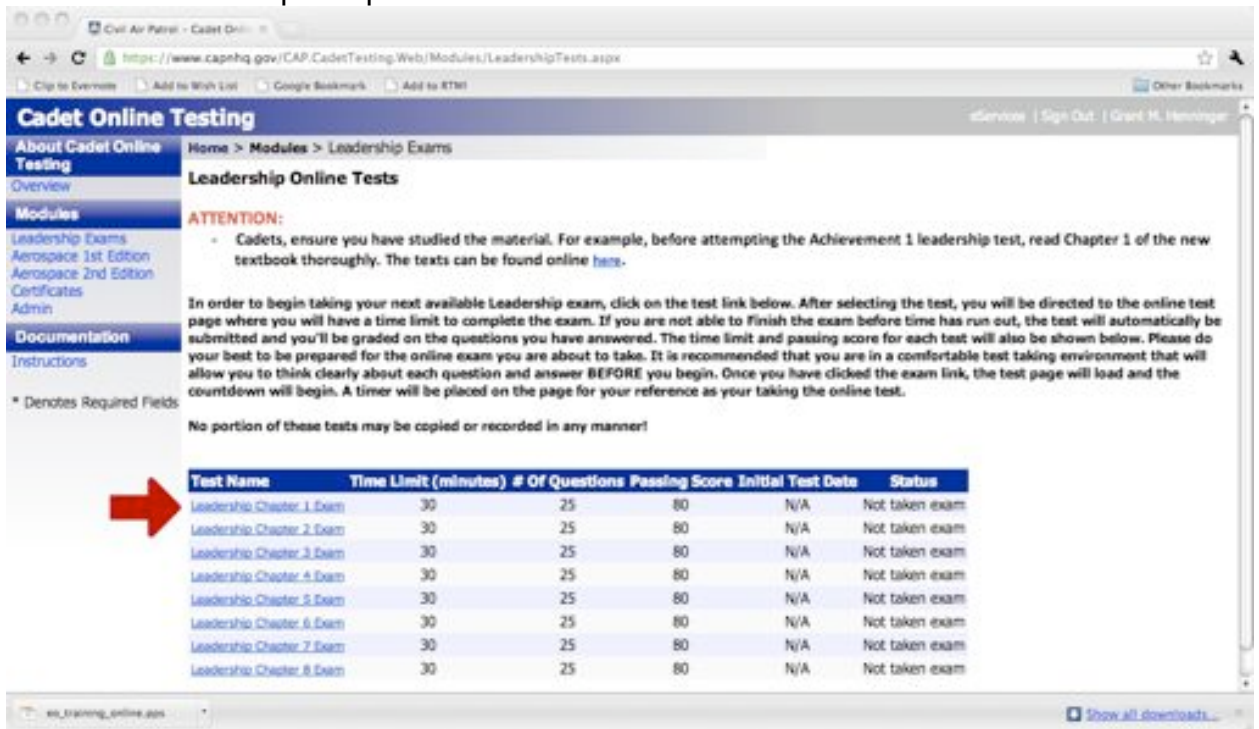 Civil Air Patrol - Cadet Onli
https://www.capnhq.gov/CAP.CadetTesting.Web/Modules/LeadershipTests.aspx
Clip to Evernote Add to Wish List Google Bookmark Add to RTM! Other Bookmarks
Cadet Online Testing
eServices | Sign Out | Grant M. Henninger
About Cadet Online
Testing
Overview
Modules
Leadership Exams
Aerospace 1st Edition
Aerospace 2nd Edition
Certificates
Admin
Documentation
Instructions
* Denotes Required Fields
Home > Modules > Leadership Exams
Leadership Online Tests
ATTENTION:
- Cadets, ensure you have studied the material. For example, before attempting the Achievement 1 leadership test, read Chapter 1 of the new
textbook thoroughly. The texts can be found online here.
In order to begin taking your next available Leadership exam, click on the test link below. After selecting the test, you will be directed to the online test
page where you will have a time limit to complete the exam. If you are not able to Finish the exam before time has run out, the test will automatically be
submitted and you'll be graded on the questions you have answered. The time limit and passing score for each test will also be shown below. Please do
your best to be prepared for the online exam you are about to take. It is recommended that you are in a comfortable test taking environment that will
allow you to think clearly about each question and answer BEFORE you begin. Once you have clicked the exam link, the test page will load and the
countdown will begin. A timer will be placed on the page for your reference as your taking the online test.
No portion of these tests may be copied or recorded in any manner!
Test Name Time Limit (minutes) # Of Questions Passing Score Initial Test Date Status
Leadership Chapter 1 Exam 30 25 80 N/A Not taken exam
Leadership Chapter 2 Exam 30 25 80 N/A Not taken exam
Leadership Chapter 3 Exam 30 25 80 N/A Not taken exam
Leadership Chapter 4 Exam 30 25 80 N/A Not taken exam
Leadership Chapter 5 Exam 30 25 80 N/A Not taken exam
Leadership Chapter 6 Exam 30 25 80 N/A Not taken exam
Leadership Chapter 7 Exam 30 25 80 N/A Not taken exam
Leadership Chapter 8 Exam 30 25 80 N/A Not taken exam
eo_training_online.pps Show all downloads...